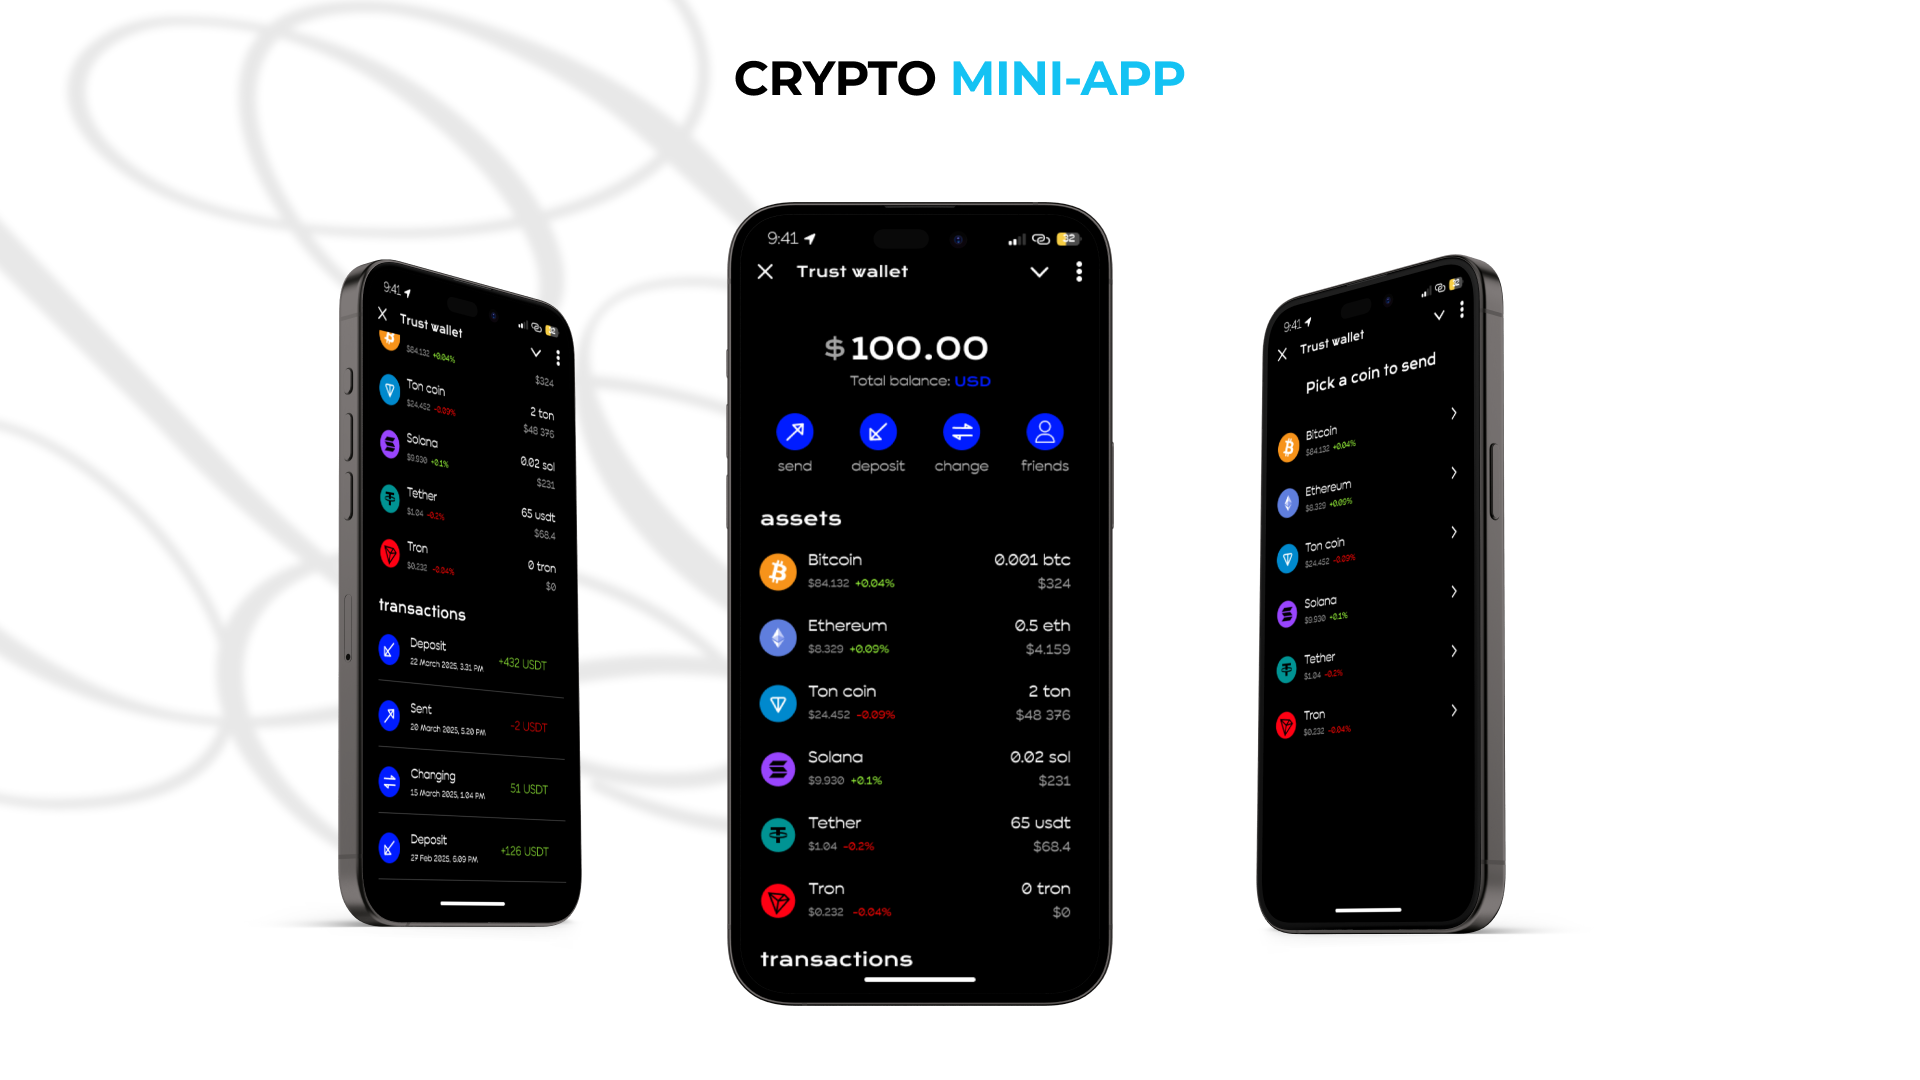 CRYPTO MINI-APP
9:41
Trust wallet
$84.132 +0.04%
$324
Ton coin
2 ton
$24.452 -0.09%
$48 376
Solana
0.02 sol
$9.930 +0.1%
$231
Tether
65 usdt
$1.04 -0.2%
$68.4
Tron
0 tron
$0.232 -0.04%
$0
transactions
Deposit
+432 USDT
22 March 2025, 3.31 PM
Sent
-2 USDT
20 March 2025, 5.20 PM
Changing
51 USDT
15 March 2025, 1.04 PM
Deposit
+126 USDT
27 Feb 2025, 6.09 PM
9:41
32
Trust wallet
$ 100.00
Total balance: USD
send deposit change friends
assets
Bitcoin 0.001 btc
$84.132 +0.04% $324
Ethereum 0.5 eth
$8.329 +0.09% $4.159
Ton coin 2 ton
$24.452 -0.09% $48 376
Solana 0.02 sol
$9.930 +0.1% $231
Tether 65 usdt
$1.04 -0.2% $68.4
Tron 0 tron
$0.232 -0.04% $0
transactions
9:41
Trust wallet
Pick a coin to send
Bitcoin
$84.132 +0.04%
Ethereum
$8.329 +0.09%
Ton coin
$24.452 -0.09%
Solana
$9.930 +0.1%
Tether
$1.04 -0.2%
Tron
$0.232 -0.04%